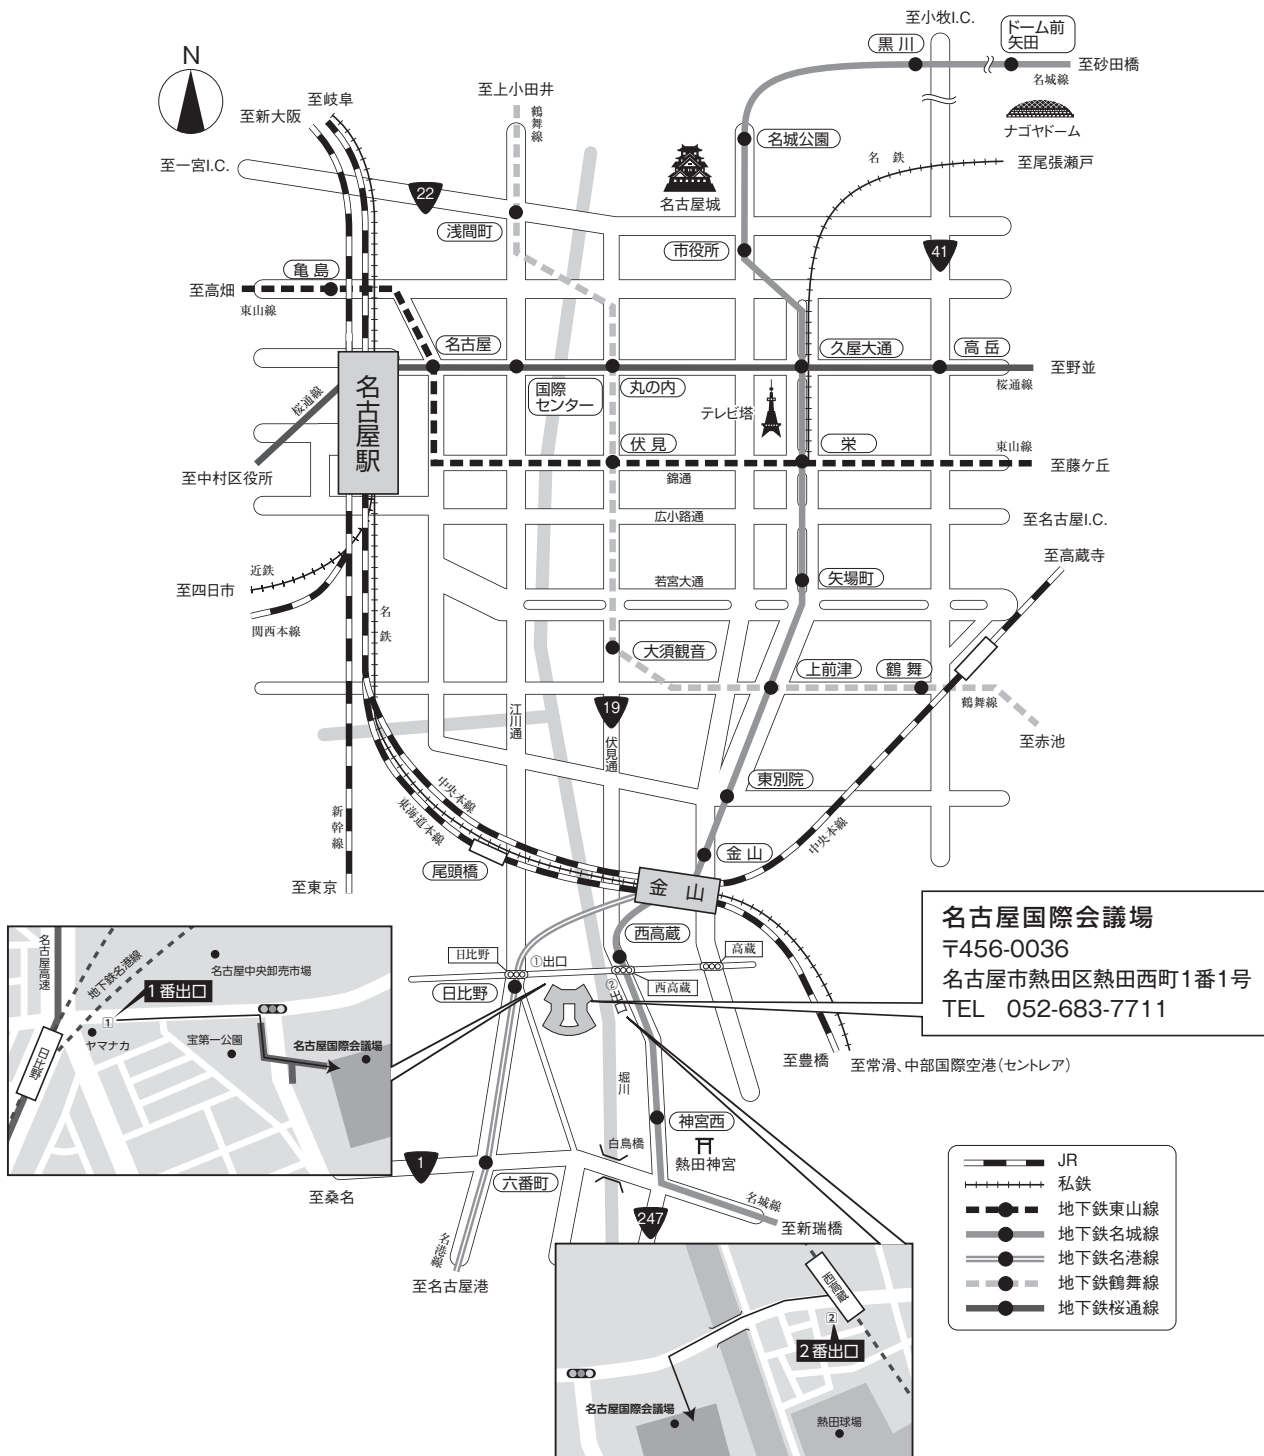 至小牧I.C.
ドーム前
矢田
黒川
至砂田橋
名城線
N
至岐阜
至新大阪
至上小田井
鶴舞線
ナゴヤドーム
名城公園
至一宮I.C.
名鉄
至尾張瀬戸
22
名古屋城
浅間町
市役所
41
亀島
至高畑
東山線
名古屋
久屋大通
高岳
至野並
桜通線
国際
センター
丸の内
名古屋駅
桜通線
テレビ塔
伏見
栄
東山線
至藤ケ丘
至中村区役所
錦通
広小路通
至名古屋I.C.
至高蔵寺
近鉄
至四日市
若宮大通
矢場町
関西本線
名鉄
大須観音
上前津
鶴舞
鶴舞線
19
江川通
伏見通
至赤池
中央本線
東海道本線
東別院
新幹線
中央本線
金山
尾頭橋
至東京
金山
名古屋国際会議場
〒456-0036
名古屋市熱田区熱田西町1番1号
TEL 052-683-7711
西高蔵
日比野
①出口
高蔵
日比野
②出口
西高蔵
名古屋高速
地下鉄名港線
名古屋中央卸売市場
1番出口
1
ヤマナカ
宝第一公園
名古屋国際会議場
日比野
至豊橋
至常滑、中部国際空港(セントレア)
堀川
神宮西
白鳥橋
熱田神宮
1
至桑名
六番町
名城線
247
至新瑞橋
名港線
至名古屋港
JR
私鉄
地下鉄東山線
地下鉄名城線
地下鉄名港線
地下鉄鶴舞線
地下鉄桜通線
西高蔵
2
2番出口
名古屋国際会議場
熱田球場